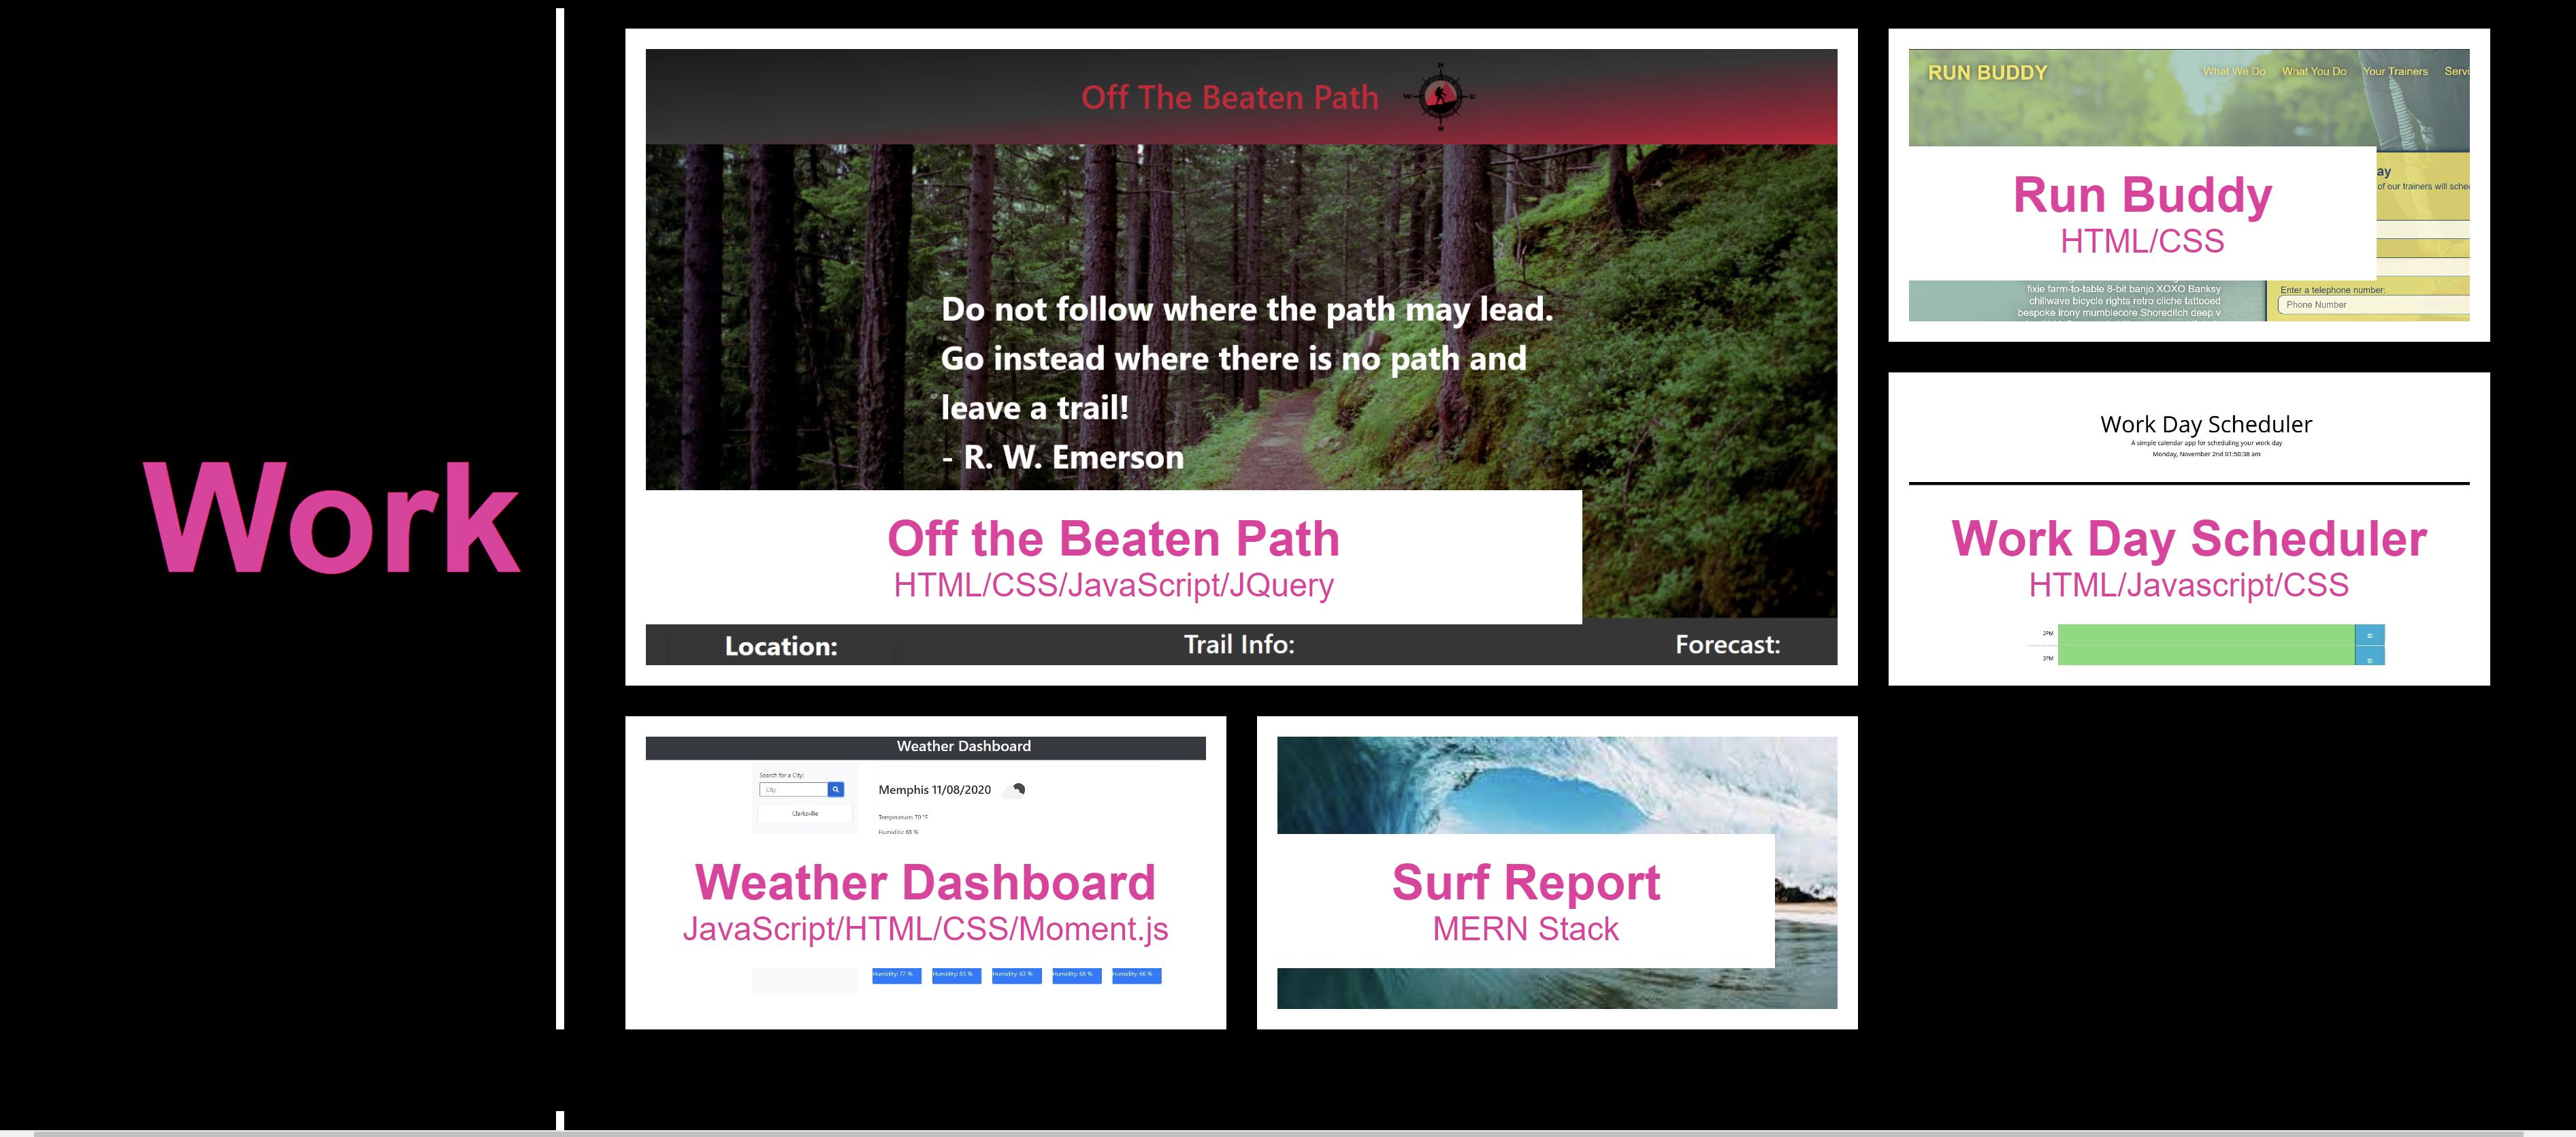 Work
Off The Beaten Path
N
W
E
S
Do not follow where the path may lead.
Go instead where there is no path and
leave a trail!
- R. W. Emerson
Off the Beaten Path
HTML/CSS/JavaScript/JQuery
Location:
Trail Info:
Forecast:
RUN BUDDY
What We Do
What You Do
Your Trainers
Servi
ay
of our trainers will sche
Run Buddy
HTML/CSS
fixie farm-to-table 8-bit banjo XOXO Banksy
chillwave bicycle rights retro cliche tattooed
bespoke irony mumblecore Shoreditch deep v
Enter a telephone number:
Phone Number
Work Day Scheduler
A simple calendar app for scheduling your work day
Monday, November 2nd 01:50:38 am
Work Day Scheduler
HTML/Javascript/CSS
2PM
3PM
Weather Dashboard
Search for a City:
City
Clarksville
Memphis 11/08/2020
Temperature: 70 °F
Humidity: 68 %
Weather Dashboard
JavaScript/HTML/CSS/Moment.js
Humidity: 72 %
Humidity: 65 %
Humidity: 63 %
Humidity: 68 %
Humidity: 66 %
Surf Report
MERN Stack